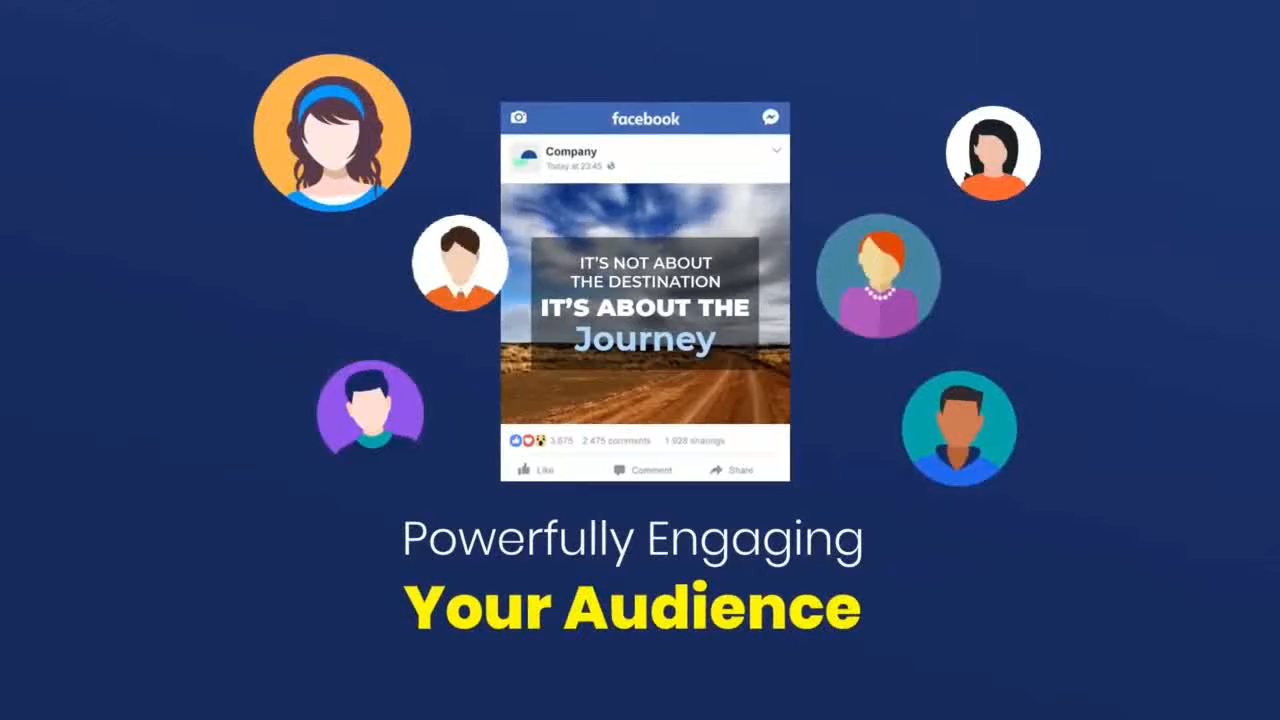 facebook
Company
Today at 23:45
IT'S NOT ABOUT
THE DESTINATION
IT'S ABOUT THE
Journey
3.675 2.475 comments 1.928 sharings
Like Comment Share
Powerfully Engaging
Your Audience